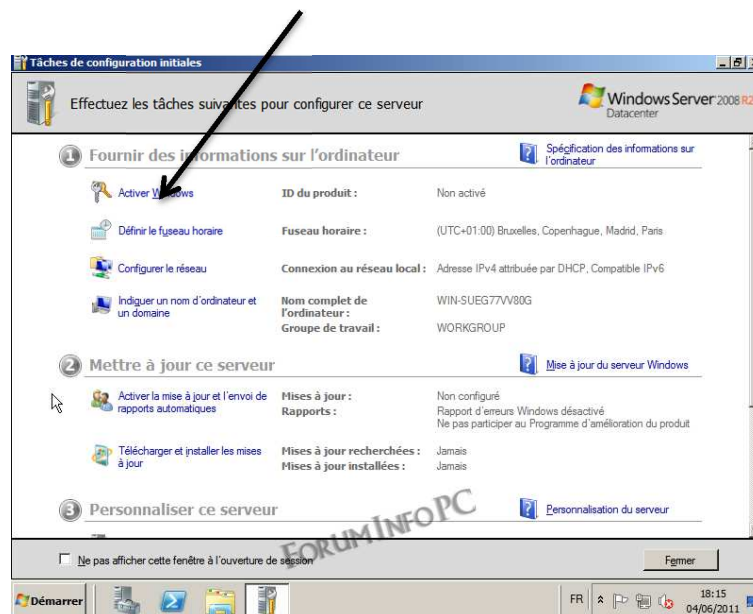 Tâches de configuration initiales
Effectuez les tâches suivantes pour configurer ce serveur
Windows Server 2008 R2
Datacenter
1 Fournir des informations sur l'ordinateur
Spécification des informations sur
l'ordinateur
Activer Windows ID du produit : Non activé
Définir le fuseau horaire Fuseau horaire : (UTC+01:00) Bruxelles, Copenhague, Madrid, Paris
Configurer le réseau Connexion au réseau local : Adresse IPv4 attribuée par DHCP, Compatible IPv6
Indiquer un nom d'ordinateur et
un domaine
Nom complet de
l'ordinateur :
WIN-SUEG77VV80G
Groupe de travail : WORKGROUP
2 Mettre à jour ce serveur
Mise à jour du serveur Windows
Activer la mise à jour et l'envoi de
rapports automatiques
Mises à jour : Non configuré
Rapports : Rapport d'erreurs Windows désactivé
Ne pas participer au Programme d'amélioration du produit
Télécharger et installer les mises
à jour
Mises à jour recherchées : Jamais
Mises à jour installées : Jamais
3 Personnaliser ce serveur
Personnalisation du serveur
FORUMINFOPC
Ne pas afficher cette fenêtre à l'ouverture de session
Fermer
Démarrer
FR
18:15
04/06/2011